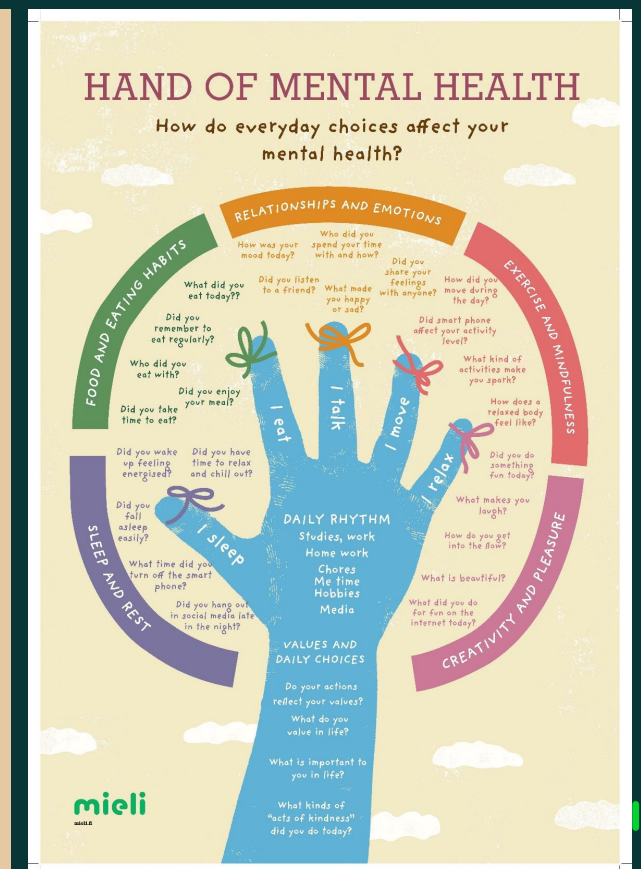 HAND OF MENTAL HEALTH
How do everyday choices affect your
mental health?
FOOD AND EATING HABITS
What did you
eat today??
Did you
remember to
eat regularly?
Who did you
eat with?
Did you enjoy
your meal?
Did you take
time to eat?
RELATIONSHIPS AND EMOTIONS
How was your
mood today?
Who did you
spend your time
with and how?
Did you listen
to a friend?
What made
you happy
or sad?
Did you
share your
feelings
with anyone?
EXERCISE AND MINDFULNESS
How did you
move during
the day?
Did smart phone
affect your activity
level?
What kind of
activities make
you spark?
How does a
relaxed body
feel like?
SLEEP AND REST
Did you wake
up feeling
energised?
Did you have
time to relax
and chill out?
Did you
fall
asleep
easily?
What time did you
turn off the smart
phone?
Did you hang out
in social media late
in the night?
CREATIVITY AND PLEASURE
Did you do
something
fun today?
What makes you
laugh?
How do you get
into the flow?
What is beautiful?
What did you do
for fun on the
internet today?
I sleep
I eat
I talk
I move
I relax
DAILY RHYTHM
Studies, work
Home work
Chores
Me time
Hobbies
Media
VALUES AND
DAILY CHOICES
Do your actions
reflect your values?
What do you
value in life?
What is important to
you in life?
What kinds of
"acts of kindness"
did you do today?
mieli
mieli.fi